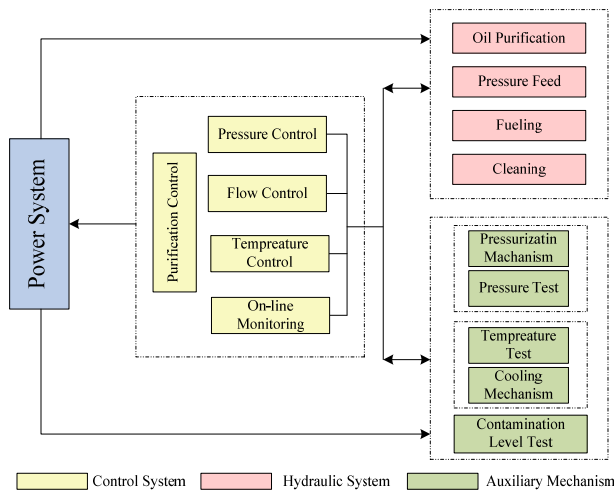 Power System
Purification Control
Pressure Control
Flow Control
Tempreature
Control
On-line
Monitoring
Oil Purification
Pressure Feed
Fueling
Cleaning
Pressurizatin
Machanism
Pressure Test
Tempreature
Test
Cooling
Mechanism
Contamination
Level Test
Control System
Hydraulic System
Auxiliary Mechanism